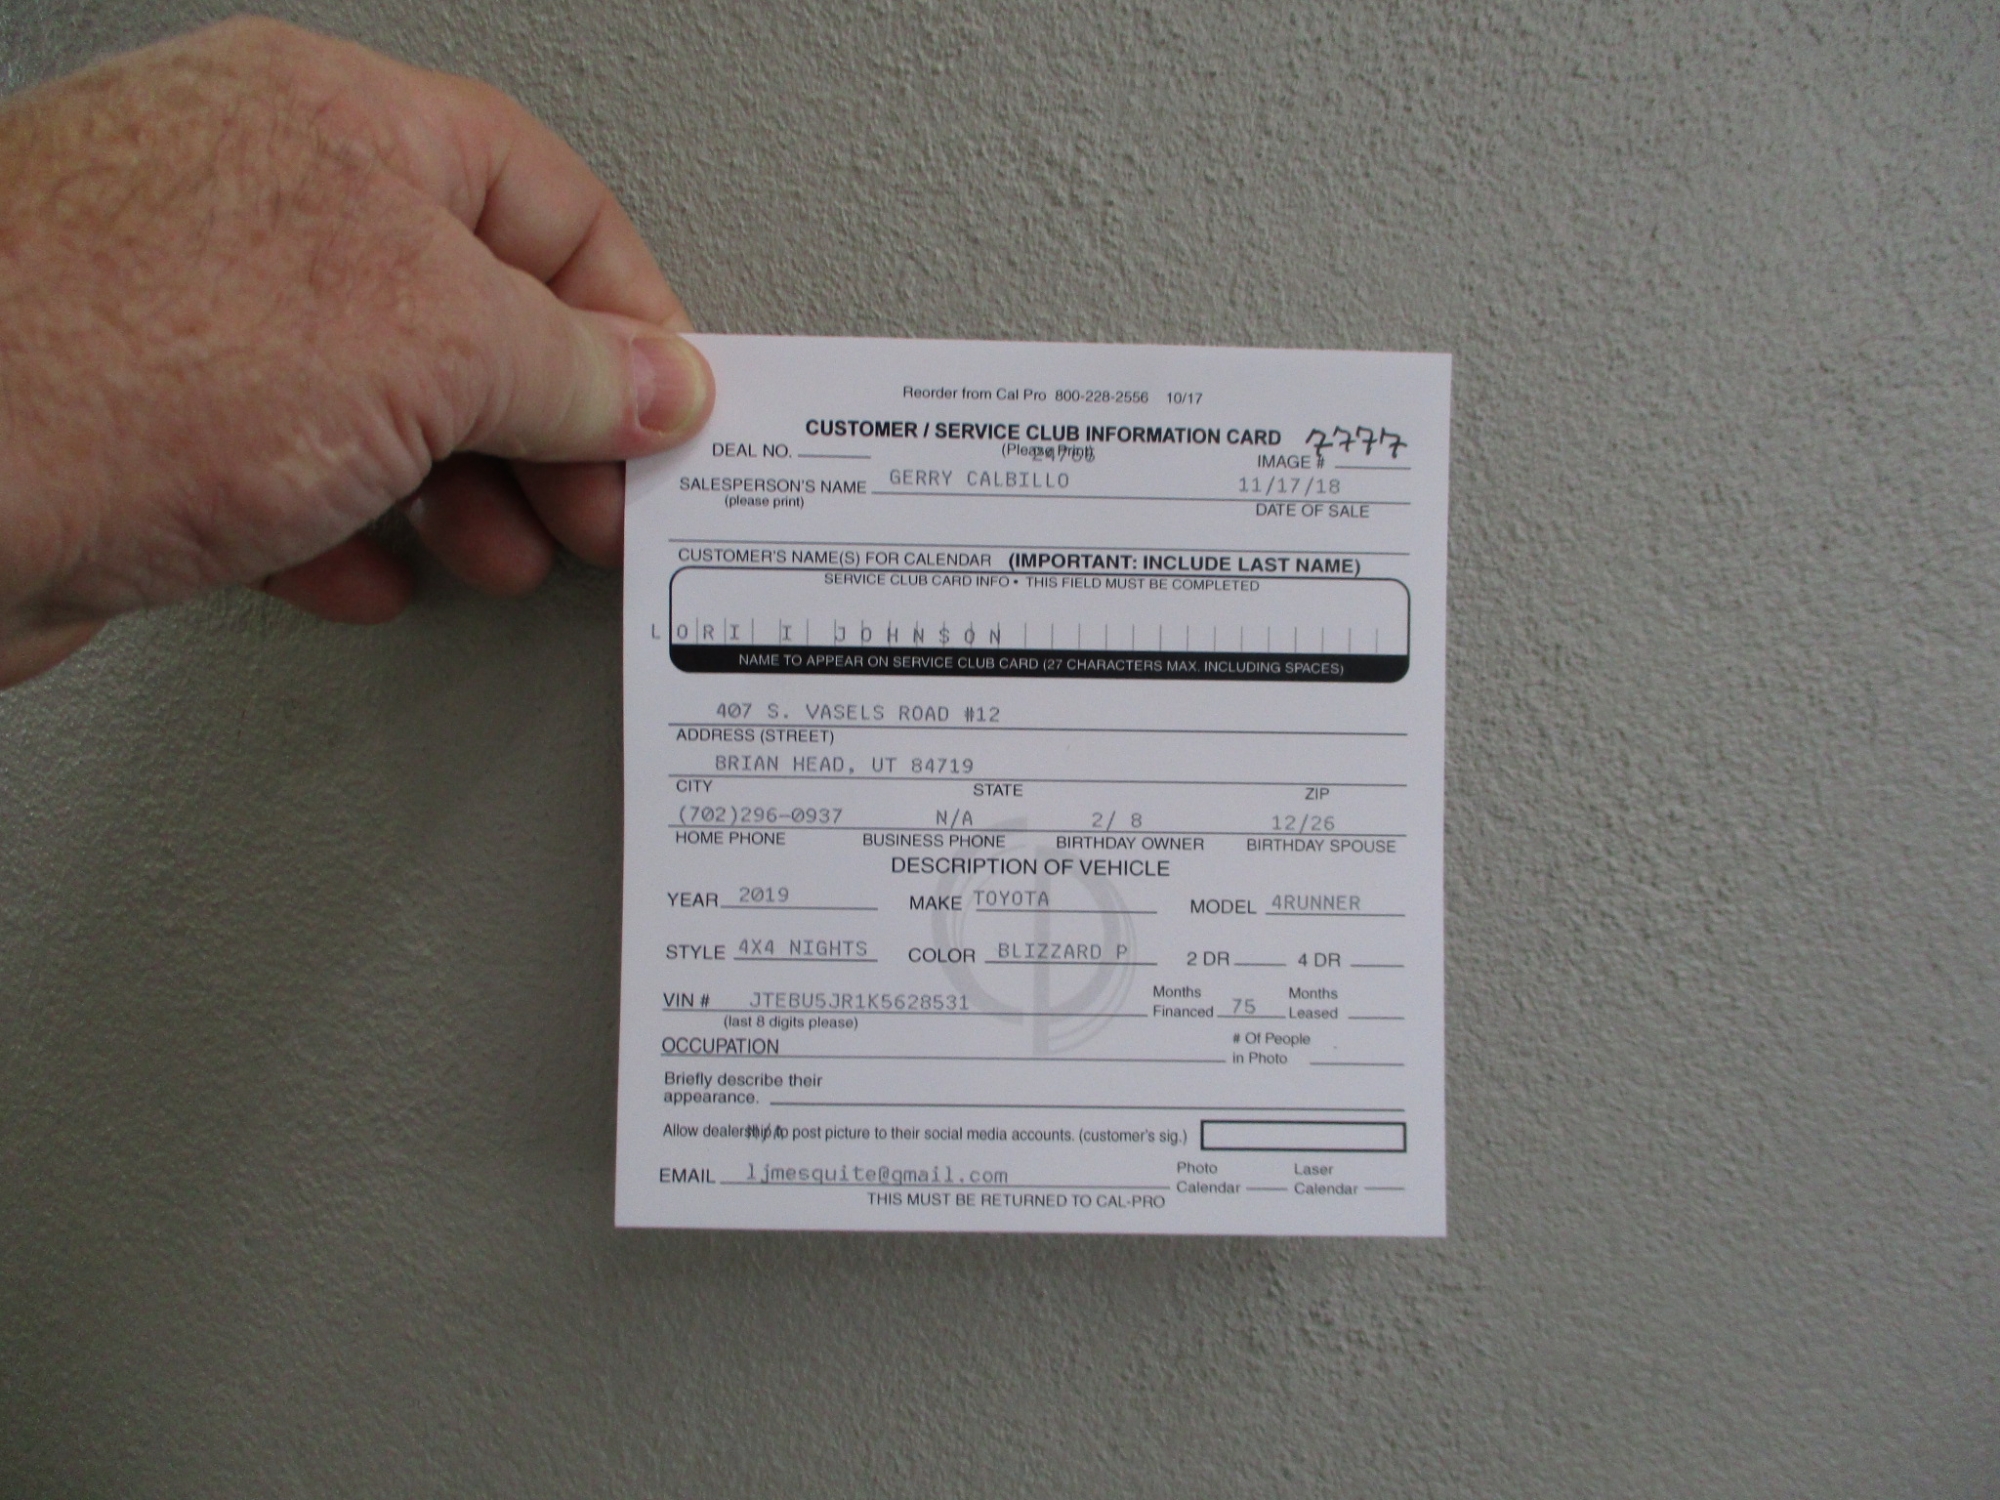 Reorder from Cal Pro 800-228-2556 10/17
CUSTOMER / SERVICE CLUB INFORMATION CARD 7777
DEAL NO. (Please Print) IMAGE #
SALESPERSON'S NAME GERRY CALBILLO 11/17/18
(please print) DATE OF SALE
CUSTOMER'S NAME(S) FOR CALENDAR (IMPORTANT: INCLUDE LAST NAME)
SERVICE CLUB CARD INFO • THIS FIELD MUST BE COMPLETED
LORI I JOHNSON
NAME TO APPEAR ON SERVICE CLUB CARD (27 CHARACTERS MAX. INCLUDING SPACES)
407 S. VASELS ROAD #12
ADDRESS (STREET)
BRIAN HEAD, UT 84719
CITY STATE ZIP
(702)296-0937 N/A 2/ 8 12/26
HOME PHONE BUSINESS PHONE BIRTHDAY OWNER BIRTHDAY SPOUSE
DESCRIPTION OF VEHICLE
YEAR 2019 MAKE TOYOTA MODEL 4RUNNER
STYLE 4X4 NIGHTS COLOR BLIZZARD P 2 DR 4 DR
VIN # JTEBU5JR1K5628531 Months Financed 75 Months Leased
(last 8 digits please)
OCCUPATION # Of People in Photo
Briefly describe their
appearance.
Allow dealership to post picture to their social media accounts. (customer's sig.)
EMAIL ljmesquite@gmail.com Photo Calendar Laser Calendar
THIS MUST BE RETURNED TO CAL-PRO